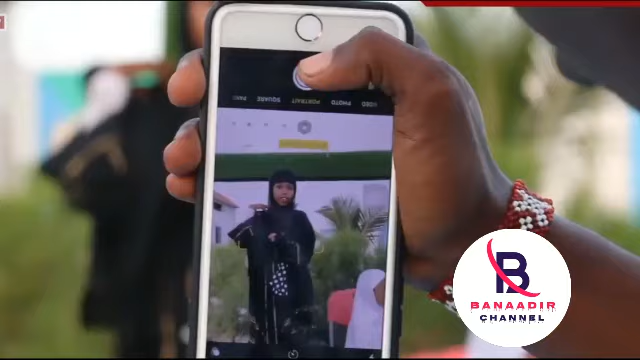 VIDEO
PHOTO
PORTRAIT
SQUARE
BANAADIR
CHANNEL